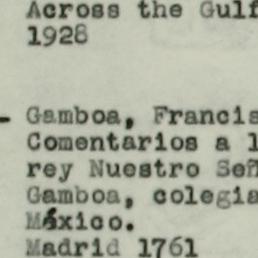 Across the Gulf
1928
- Gamboa, Francis
Comentarios a l
rey Nuestro Señ
Gamboa, colegia
México.
Madrid 1761